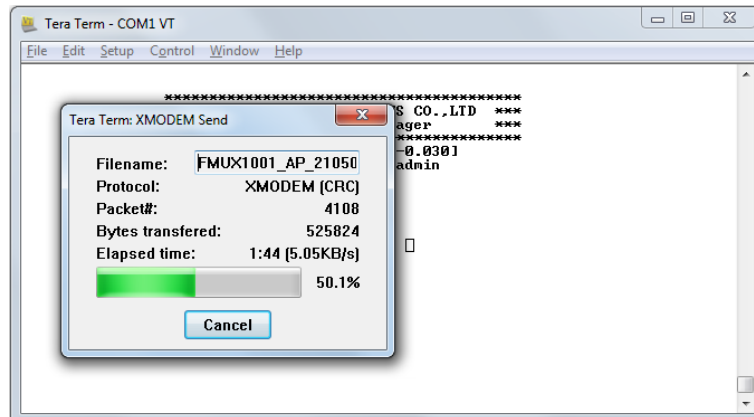 Tera Term - COM1 VT
File Edit Setup Control Window Help
*****************************************
S CO.,LTD ***
ager ***
***************
-0.030]
admin
Tera Term: XMODEM Send
Filename: FMUX1001_AP_21050
Protocol: XMODEM (CRC)
Packet#: 4108
Bytes transfered: 525824
Elapsed time: 1:44 (5.05KB/s)
50.1%
Cancel